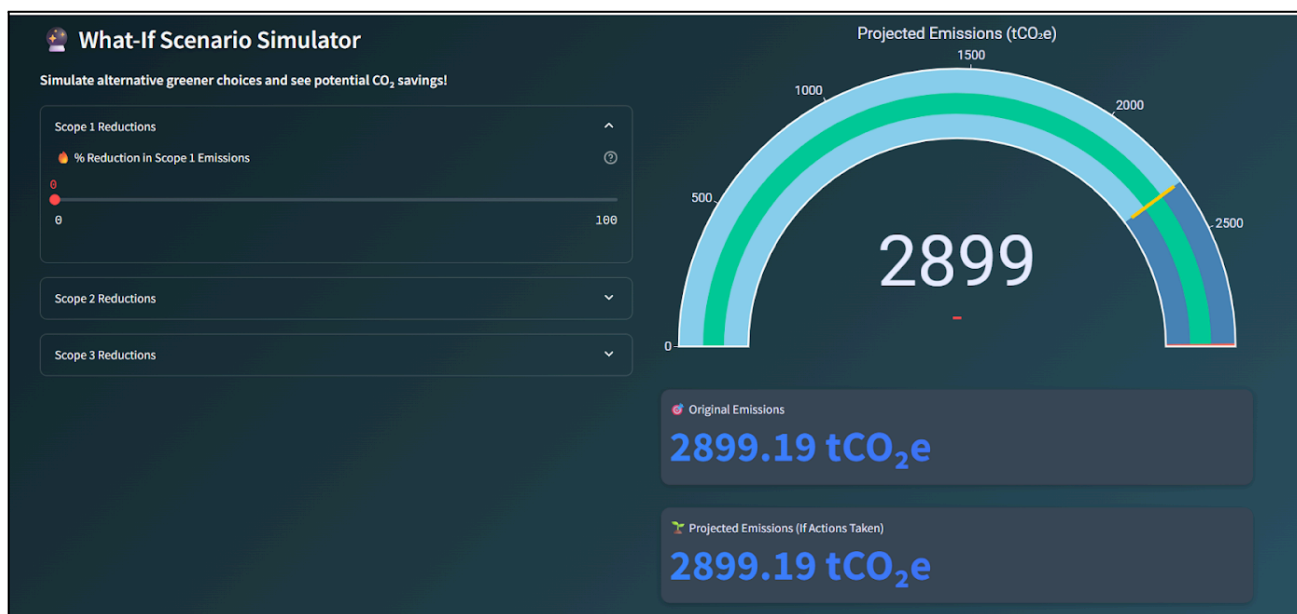 What-If Scenario Simulator
Simulate alternative greener choices and see potential CO₂ savings!
Scope 1 Reductions
% Reduction in Scope 1 Emissions
0
0 100
Scope 2 Reductions
Scope 3 Reductions
Projected Emissions (tCO₂e)
0
500
1000
1500
2000
2500
2899
-
Original Emissions
2899.19 tCO₂e
Projected Emissions (If Actions Taken)
2899.19 tCO₂e